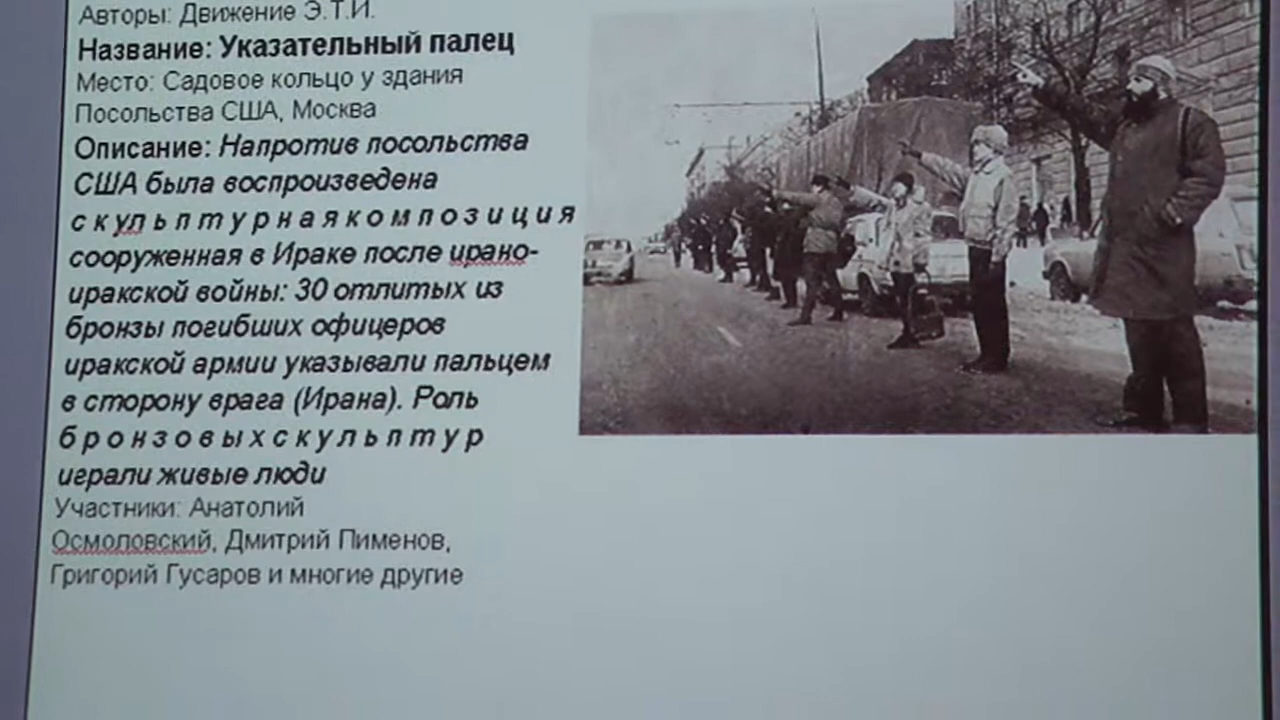 Авторы: Движение Э.Т.И.
Название: Указательный палец
Место: Садовое кольцо у здания
Посольства США, Москва
Описание: Напротив посольства
США была воспроизведена
с к у л ь п т у р н а я к о м п о з и ц и я
сооруженная в Ираке после ирано-
иракской войны: 30 отлитых из
бронзы погибших офицеров
иракской армии указывали пальцем
в сторону врага (Ирана). Роль
б р о н з о в ы х с к у л ь п т у р
играли живые люди
Участники: Анатолий
Осмоловский, Дмитрий Пименов,
Григорий Гусаров и многие другие